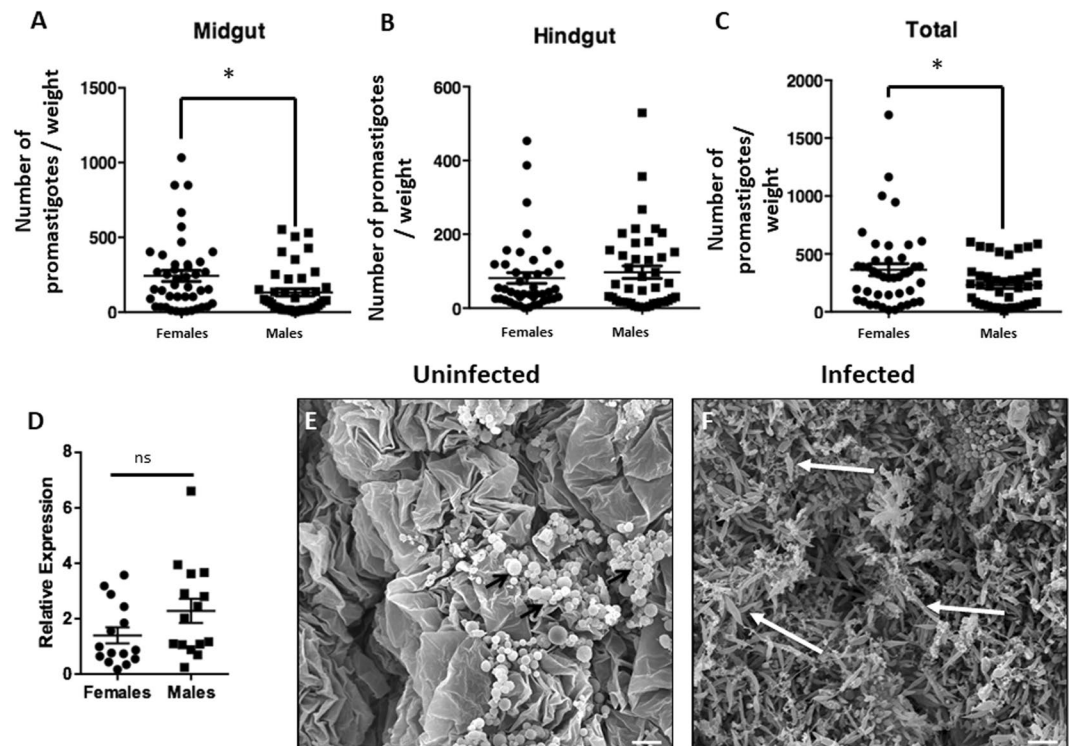 A
Midgut
*
Number of
promastigotes / weight
1500
1000
500
0
Females
Males
B
Hindgut
Number of promastigotes
/ weight
600
400
200
0
Females
Males
C
Total
*
Number of
promastigotes/
weight
2000
1500
1000
500
0
Females
Males
D
ns
Relative Expression
8
6
4
2
0
Females
Males
Uninfected
E
Infected
F